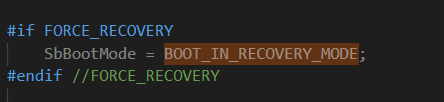 #if FORCE_RECOVERY
SbBootMode = BOOT_IN_RECOVERY_MODE;
#endif //FORCE_RECOVERY